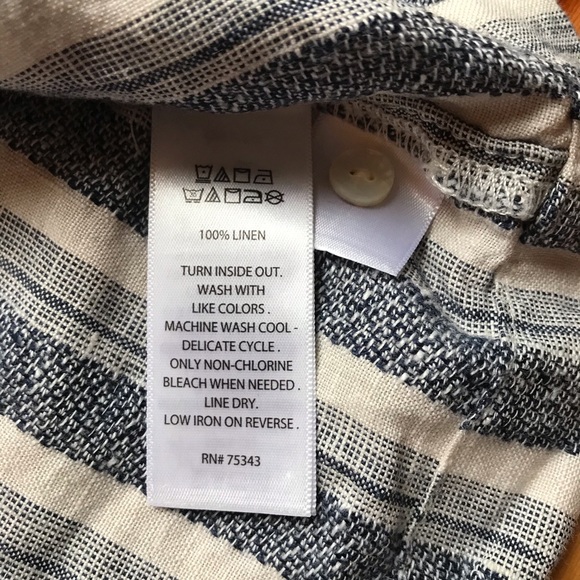 100% LINEN
TURN INSIDE OUT.
WASH WITH
LIKE COLORS .
MACHINE WASH COOL -
DELICATE CYCLE .
ONLY NON-CHLORINE
BLEACH WHEN NEEDED .
LINE DRY.
LOW IRON ON REVERSE .
RN# 75343